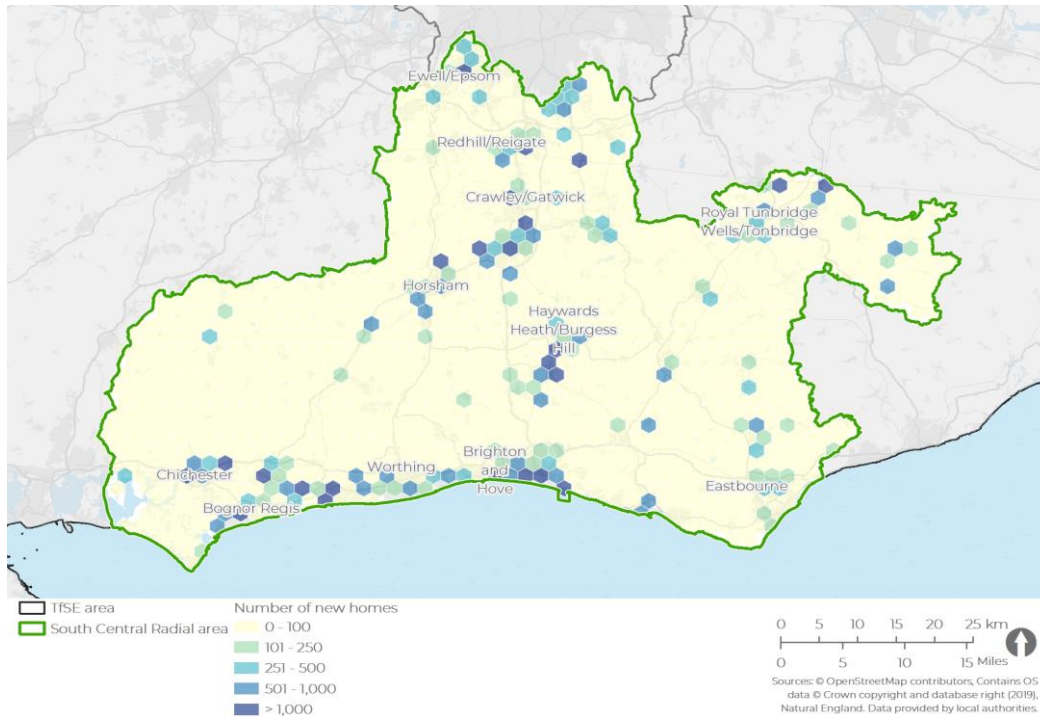 Ewell/Epsom
Redhill/Reigate
Crawley/Gatwick
Royal Tunbridge
Wells/Tonbridge
Horsham
Haywards
Heath/Burgess
Hill
Chichester
Worthing
Brighton
and
Hove
Bognor Regis
Eastbourne
TfSE area
South Central Radial area
Number of new homes
0 - 100
101 - 250
251 - 500
501 - 1,000
> 1,000
0 5 10 15 20 25 km
0 5 10 15 Miles
Sources: © OpenStreetMap contributors, Contains OS
data © Crown copyright and database right (2019),
Natural England. Data provided by local authorities.